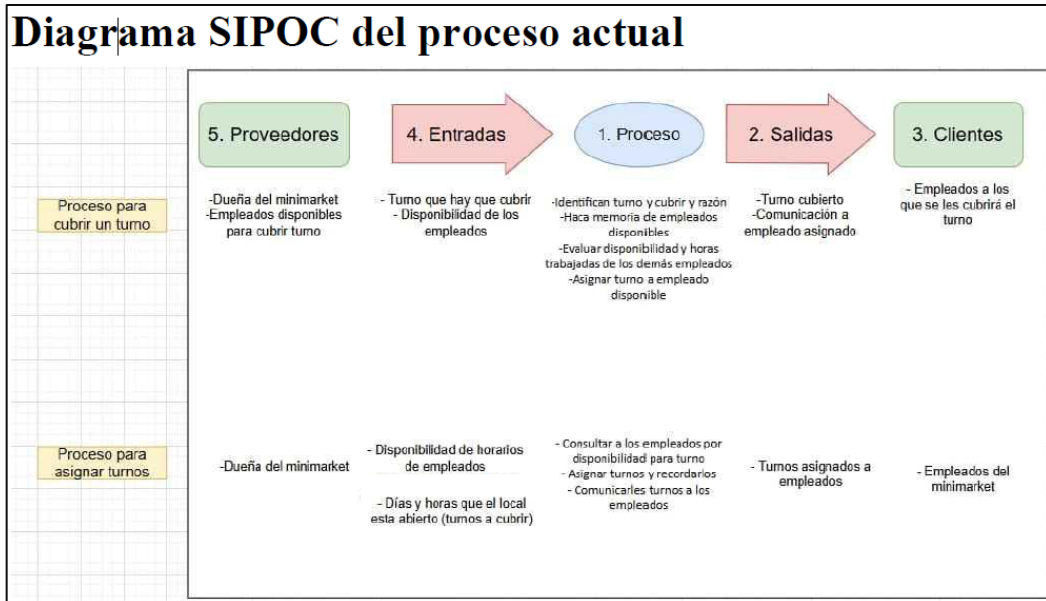 Diagrama SIPOC del proceso actual
5. Proveedores
4. Entradas
1. Proceso
2. Salidas
3. Clientes
Proceso para
cubrir un turno
-Dueña del minimarket
-Empleados disponibles
para cubrir turno
- Turno que hay que cubrir
- Disponibilidad de los
empleados
-Identifican turno y cubrir y razón
-Haca memoria de empleados
disponibles
-Evaluar disponibilidad y horas
trabajadas de los demás empleados
-Asignar turno a empleado
disponible
- Turno cubierto
-Comunicación a
empleado asignado
- Empleados a los
que se les cubrirá el
turno
Proceso para
asignar turnos
-Dueña del minimarket
- Disponibilidad de horarios
de empleados
- Días y horas que el local
esta abierto (turnos a cubrir)
- Consultar a los empleados por
disponibilidad para turno
- Asignar turnos y recordarlos
- Comunicarles turnos a los
empleados
- Turnos asignados a
empleados
- Empleados del
minimarket